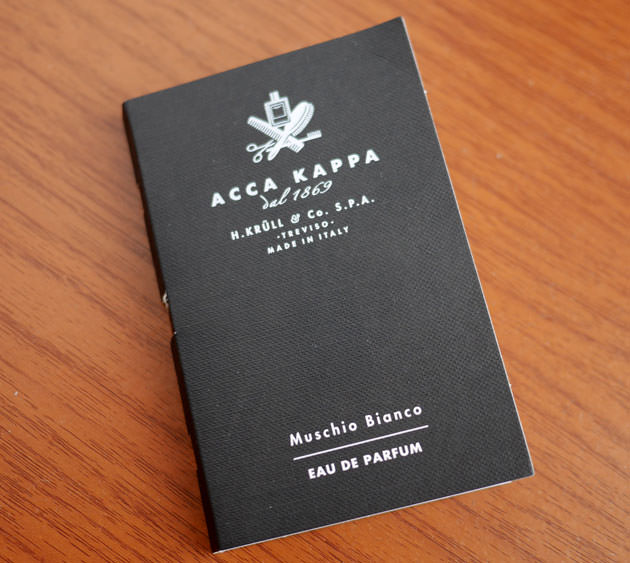 ACCA KAPPA
dal 1869
H.KRÜLL & Co. S.P.A.
-TREVISO-
MADE IN ITALY
Muschio Bianco
EAU DE PARFUM